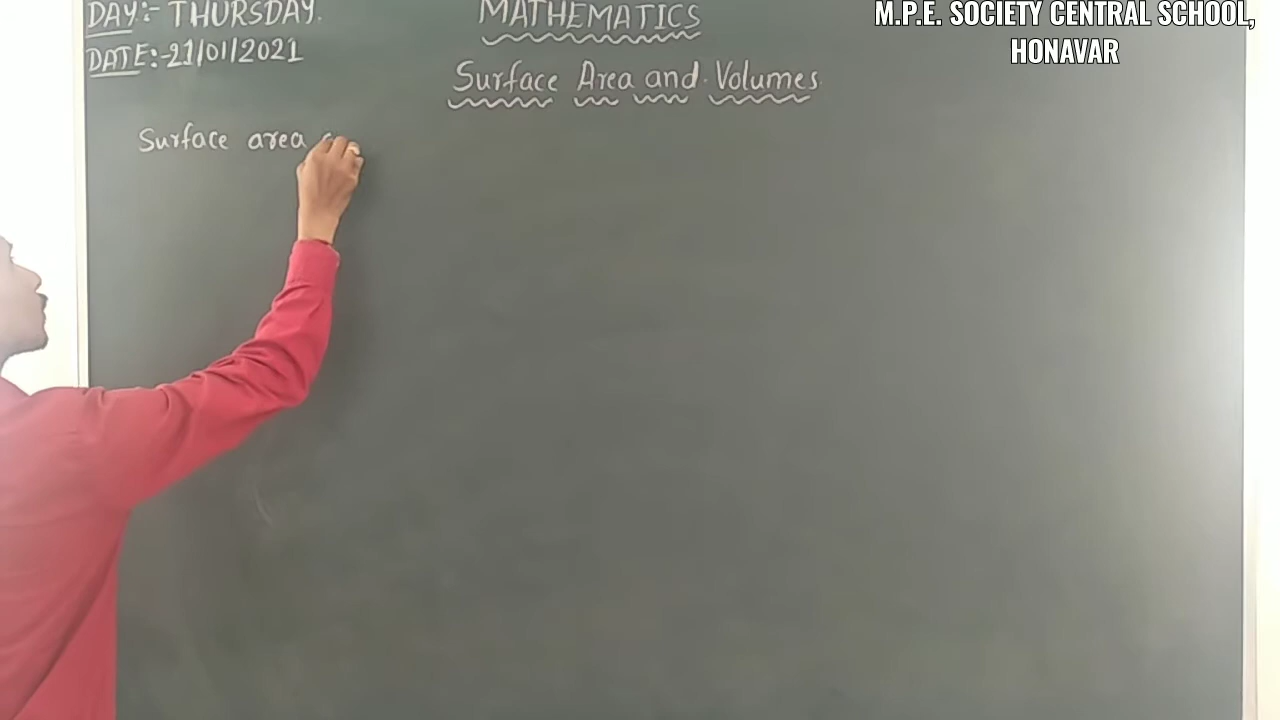 DAY:- THURSDAY.
DATE:-21/01/2021
MATHEMATICS
M.P.E. SOCIETY CENTRAL SCHOOL,
HONAVAR
Surface Area and Volumes
Surface area